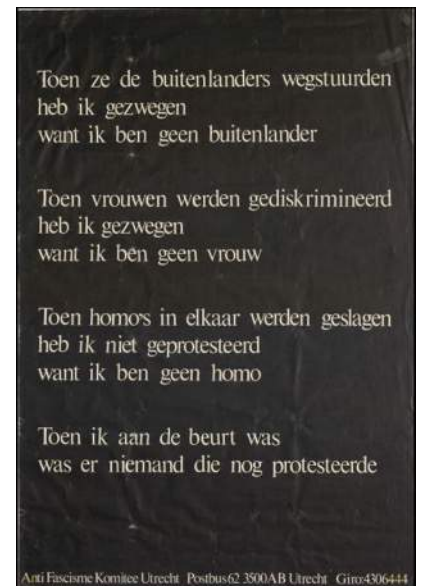 Toen ze de buitenlanders wegstuurden
heb ik gezwegen
want ik ben geen buitenlander
Toen vrouwen werden gediskrimineerd
heb ik gezwegen
want ik ben geen vrouw
Toen homo's in elkaar werden geslagen
heb ik niet geprotesteerd
want ik ben geen homo
Toen ik aan de beurt was
was er niemand die nog protesteerde
Anti Fascisme Komitee Utrecht Postbus 62 3500AB Utrecht Giro:4306444